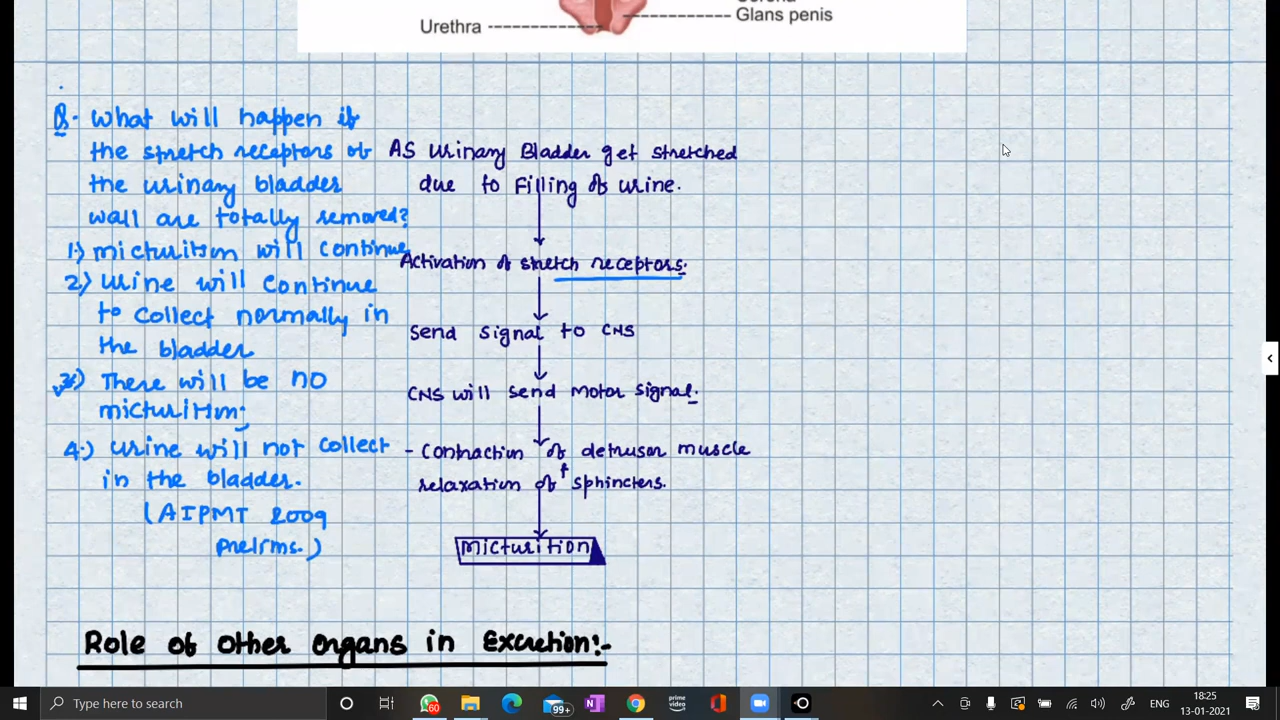 Urethra
Glans penis
Q. What will happen if
the stretch receptors of
the urinary bladder
wall are totally removed?
1.) micturition will continue
2.) Urine will continue
to collect normally in
the bladder
3.) There will be no
micturition;
4.) Urine will not collect
in the bladder.
(AIPMT 2009
prelims.)
AS Urinary Bladder get stretched
due to Filling of urine.
Activation of stretch receptors.
Send signal to CNS
CNS will send motor signal.
- Contraction of detrusor muscle
relaxation of sphincters.
Micturition
Role of other organs in Excretion:-
Type here to search
60
99+
prime
video
ENG
18:25
13-01-2021